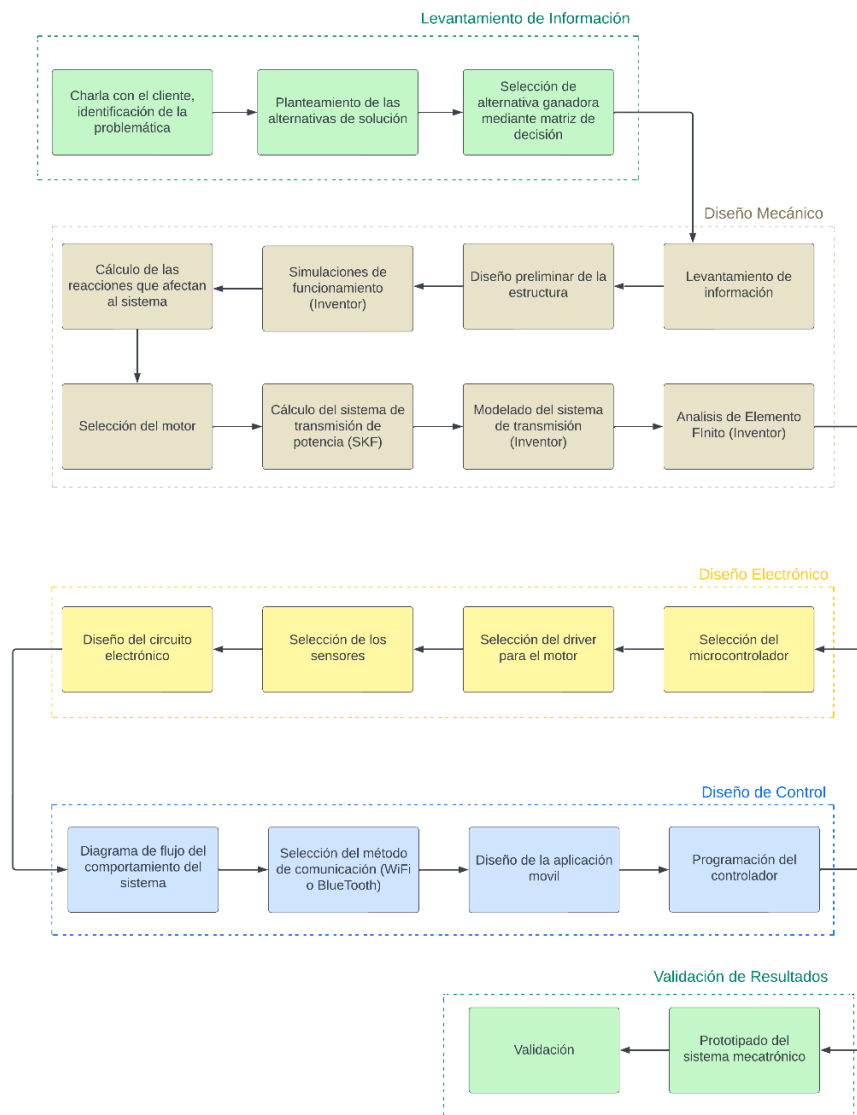 Levantamiento de Información
Charla con el cliente,
identificación de la
problemática
Planteamiento de las
alternativas de solución
Selección de
alternativa ganadora
mediante matriz de
decisión
Diseño Mecánico
Cálculo de las
reacciones que afectan
al sistema
Simulaciones de
funcionamiento
(Inventor)
Diseño preliminar de la
estructura
Levantamiento de
información
Selección del motor
Cálculo del sistema de
transmisión de
potencia (SKF)
Modelado del sistema
de transmisión
(Inventor)
Analisis de Elemento
FInito (Inventor)
Diseño Electrónico
Diseño del circuito
electrónico
Selección de los
sensores
Selección del driver
para el motor
Selección del
microcontrolador
Diseño de Control
Diagrama de flujo del
comportamiento del
sistema
Selección del método
de comunicación (WiFi
o BlueTooth)
Diseño de la aplicación
movil
Programación del
controlador
Validación de Resultados
Validación
Prototipado del
sistema mecatrónico